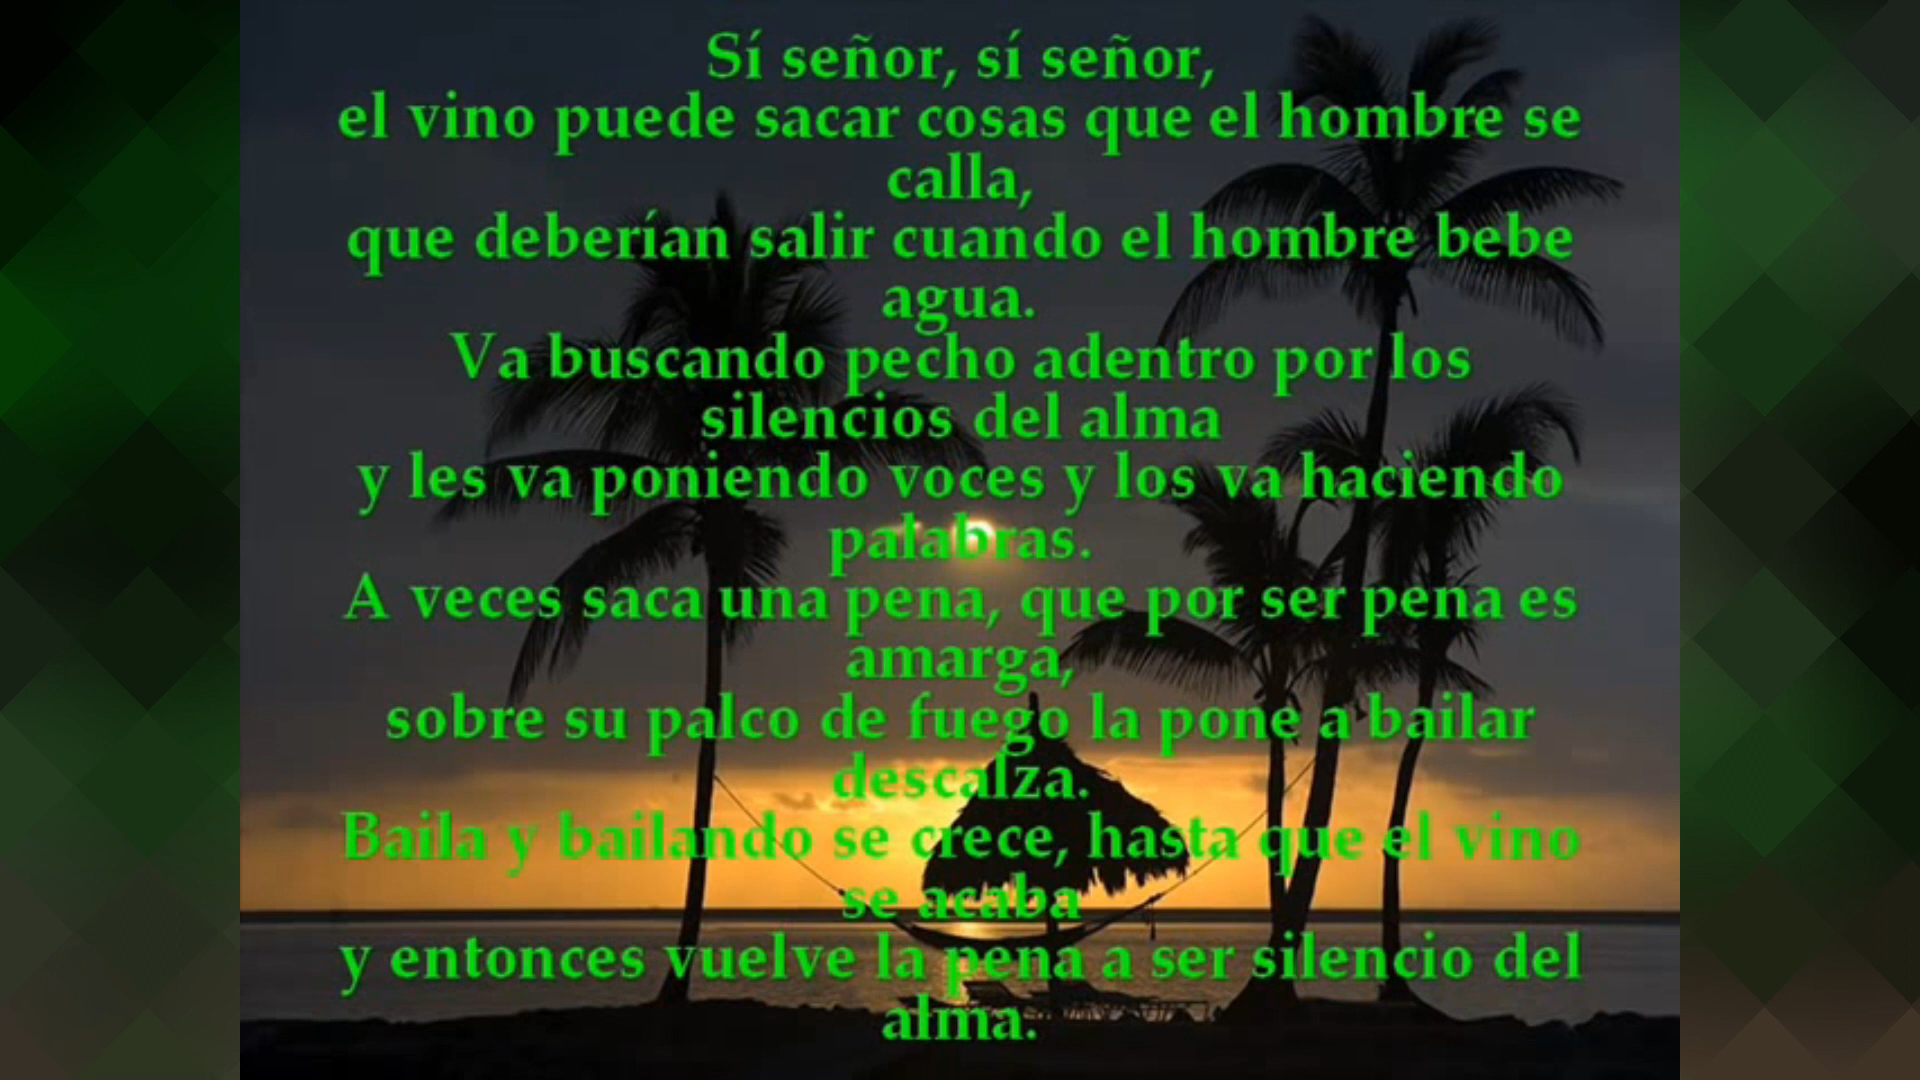 Sí señor, sí señor,
el vino puede sacar cosas que el hombre se
calla,
que deberían salir cuando el hombre bebe
agua.
Va buscando pecho adentro por los
silencios del alma
y les va poniendo voces y los va haciendo
palabras.
A veces saca una pena, que por ser pena es
amarga,
sobre su palco de fuego la pone a bailar
descalza.
Baila y bailando se crece, hasta que el vino
se acaba
y entonces vuelve la pena a ser silencio del
alma.